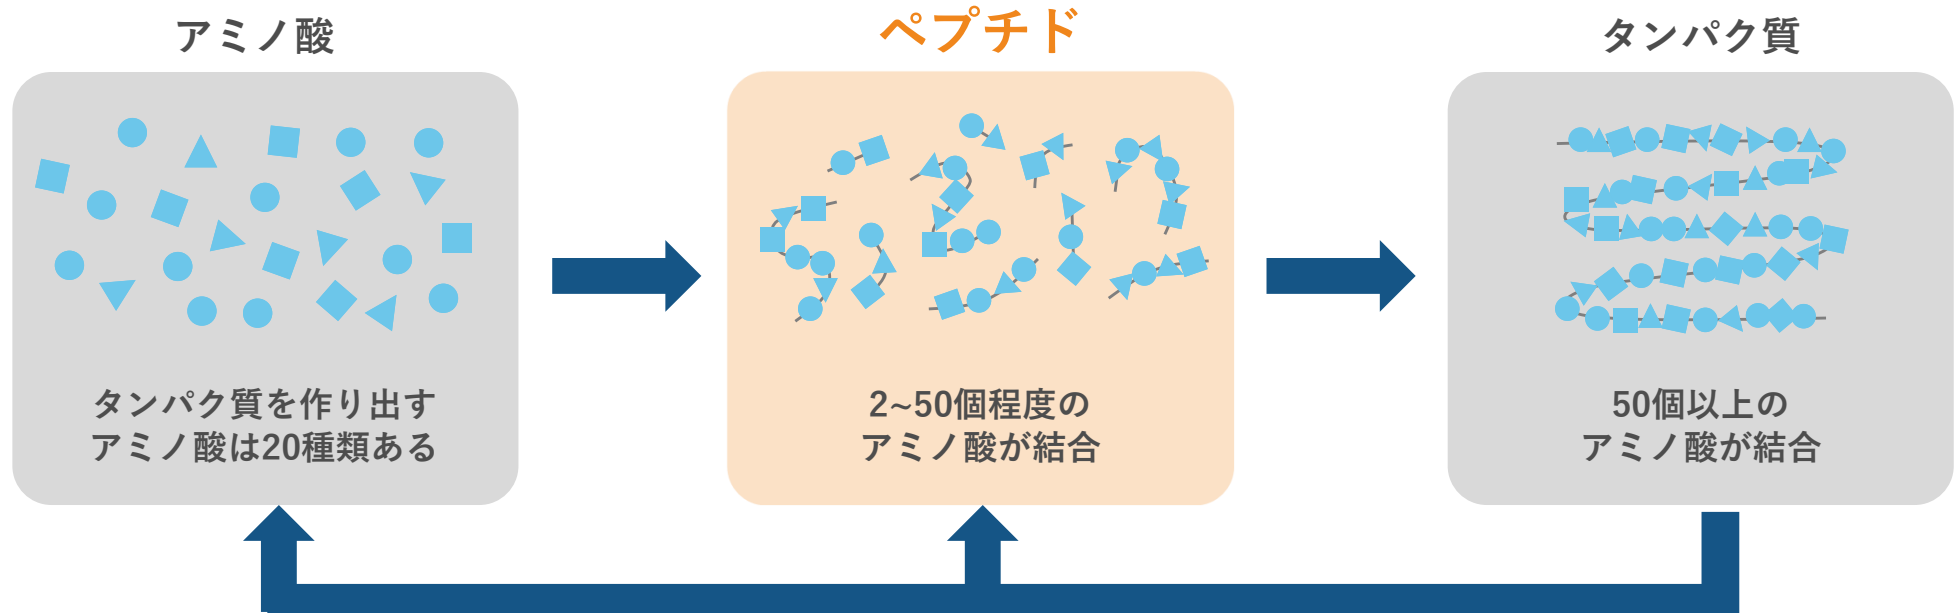 アミノ酸
ペプチド
タンパク質
タンパク質を作り出す
アミノ酸は20種類ある
2~50個程度の
アミノ酸が結合
50個以上の
アミノ酸が結合